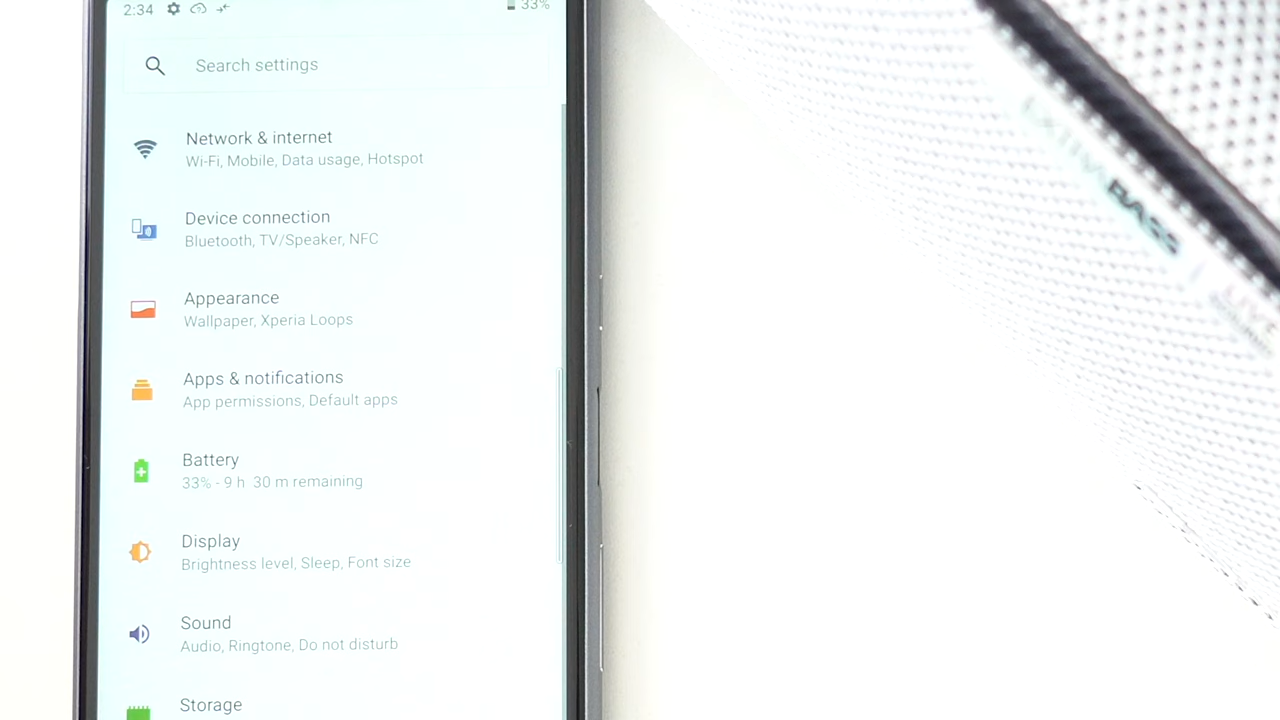 2:34 33%
Search settings
Network & internet
Wi-Fi, Mobile, Data usage, Hotspot
Device connection
Bluetooth, TV/Speaker, NFC
Appearance
Wallpaper, Xperia Loops
Apps & notifications
App permissions, Default apps
Battery
33% - 9 h 30 m remaining
Display
Brightness level, Sleep, Font size
Sound
Audio, Ringtone, Do not disturb
Storage
BASS